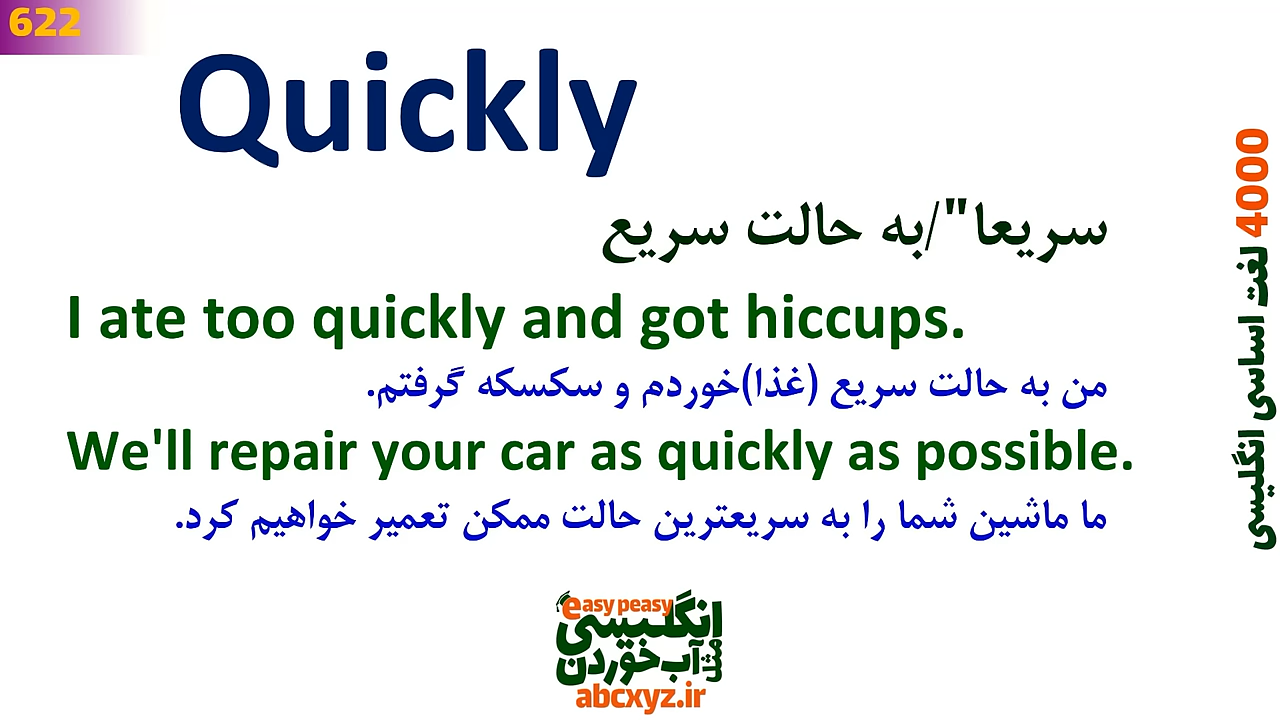 622
Quickly
سریعا"/به حالت سریع
I ate too quickly and got hiccups.
من به حالت سریع (غذا)خوردم و سکسکه گرفتم.
We'll repair your car as quickly as possible.
ما ماشین شما را به سریعترین حالت ممکن تعمیر خواهیم کرد.
4000 لغت اساسی انگلیسی
easy peasy
انگلیسی
مثل آب خوردن
abcxyz.ir